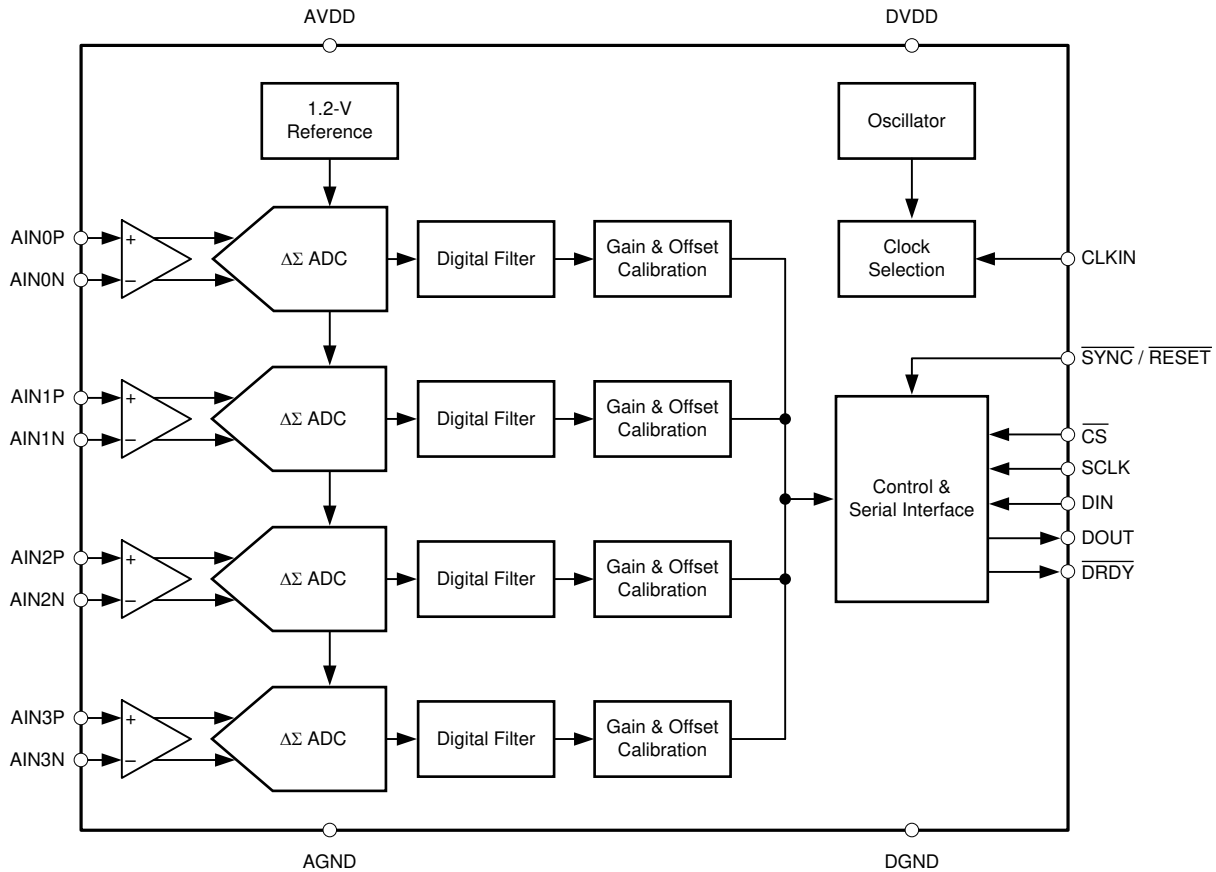 AVDD
DVDD
1.2-V
Reference
Oscillator
AIN0P
AIN0N
+
−
ΔΣ ADC
Digital Filter
Gain & Offset
Calibration
Clock
Selection
CLKIN
SYNC / RESET
AIN1P
AIN1N
+
−
ΔΣ ADC
Digital Filter
Gain & Offset
Calibration
Control &
Serial Interface
CS
SCLK
DIN
DOUT
DRDY
AIN2P
AIN2N
+
−
ΔΣ ADC
Digital Filter
Gain & Offset
Calibration
AIN3P
AIN3N
+
−
ΔΣ ADC
Digital Filter
Gain & Offset
Calibration
AGND
DGND